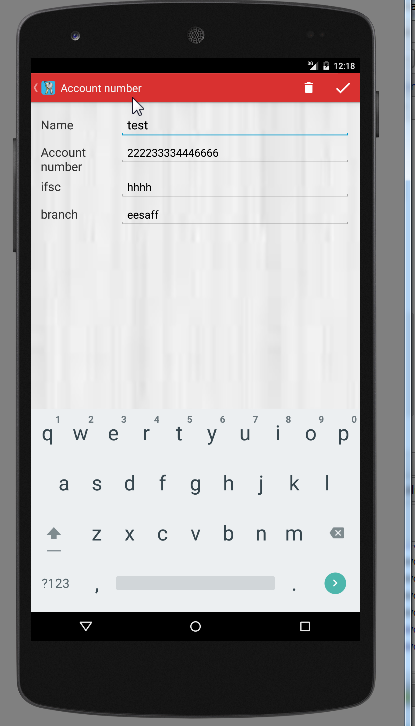 3G 12:18
Account number
Name test
Account number 222233334446666
ifsc hhhh
branch eesaff
1 2 3 4 5 6 7 8 9 0
q w e r t y u i o p
a s d f g h j k l
z x c v b n m
?123 , .